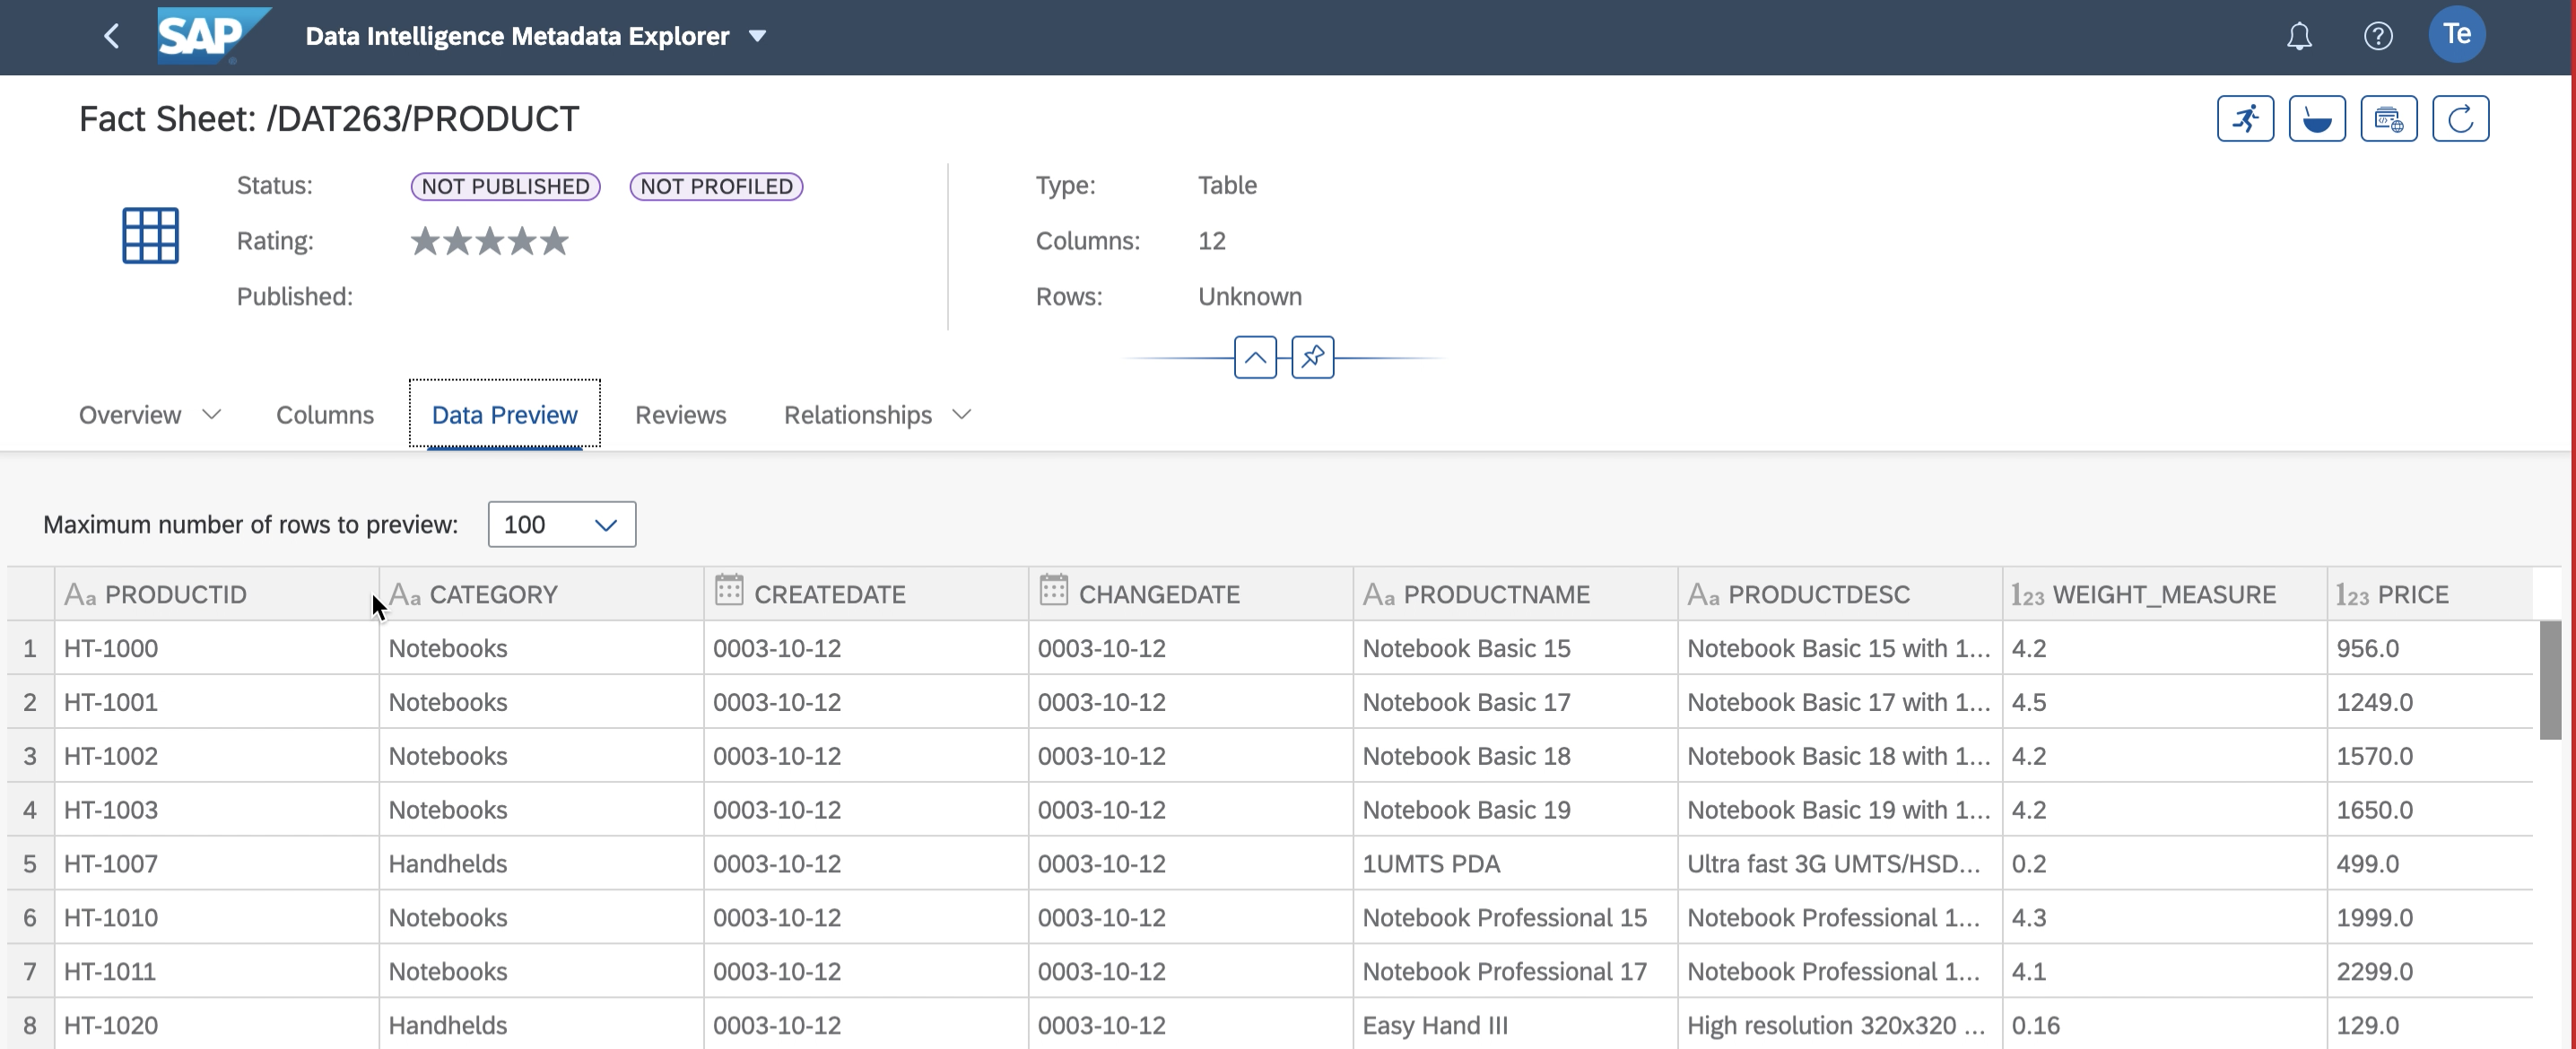 SAP Data Intelligence Metadata Explorer Te
Fact Sheet: /DAT263/PRODUCT
Status: NOT PUBLISHED NOT PROFILED
Rating:
Published:
Type: Table
Columns: 12
Rows: Unknown
Overview Columns Data Preview Reviews Relationships
Maximum number of rows to preview: 100
Aa PRODUCTID Aa CATEGORY CREATEDATE CHANGEDATE Aa PRODUCTNAME Aa PRODUCTDESC 123 WEIGHT_MEASURE 123 PRICE
1 HT-1000 Notebooks 0003-10-12 0003-10-12 Notebook Basic 15 Notebook Basic 15 with 1... 4.2 956.0
2 HT-1001 Notebooks 0003-10-12 0003-10-12 Notebook Basic 17 Notebook Basic 17 with 1... 4.5 1249.0
3 HT-1002 Notebooks 0003-10-12 0003-10-12 Notebook Basic 18 Notebook Basic 18 with 1... 4.2 1570.0
4 HT-1003 Notebooks 0003-10-12 0003-10-12 Notebook Basic 19 Notebook Basic 19 with 1... 4.2 1650.0
5 HT-1007 Handhelds 0003-10-12 0003-10-12 1UMTS PDA Ultra fast 3G UMTS/HSD... 0.2 499.0
6 HT-1010 Notebooks 0003-10-12 0003-10-12 Notebook Professional 15 Notebook Professional 1... 4.3 1999.0
7 HT-1011 Notebooks 0003-10-12 0003-10-12 Notebook Professional 17 Notebook Professional 1... 4.1 2299.0
8 HT-1020 Handhelds 0003-10-12 0003-10-12 Easy Hand III High resolution 320x320 ... 0.16 129.0